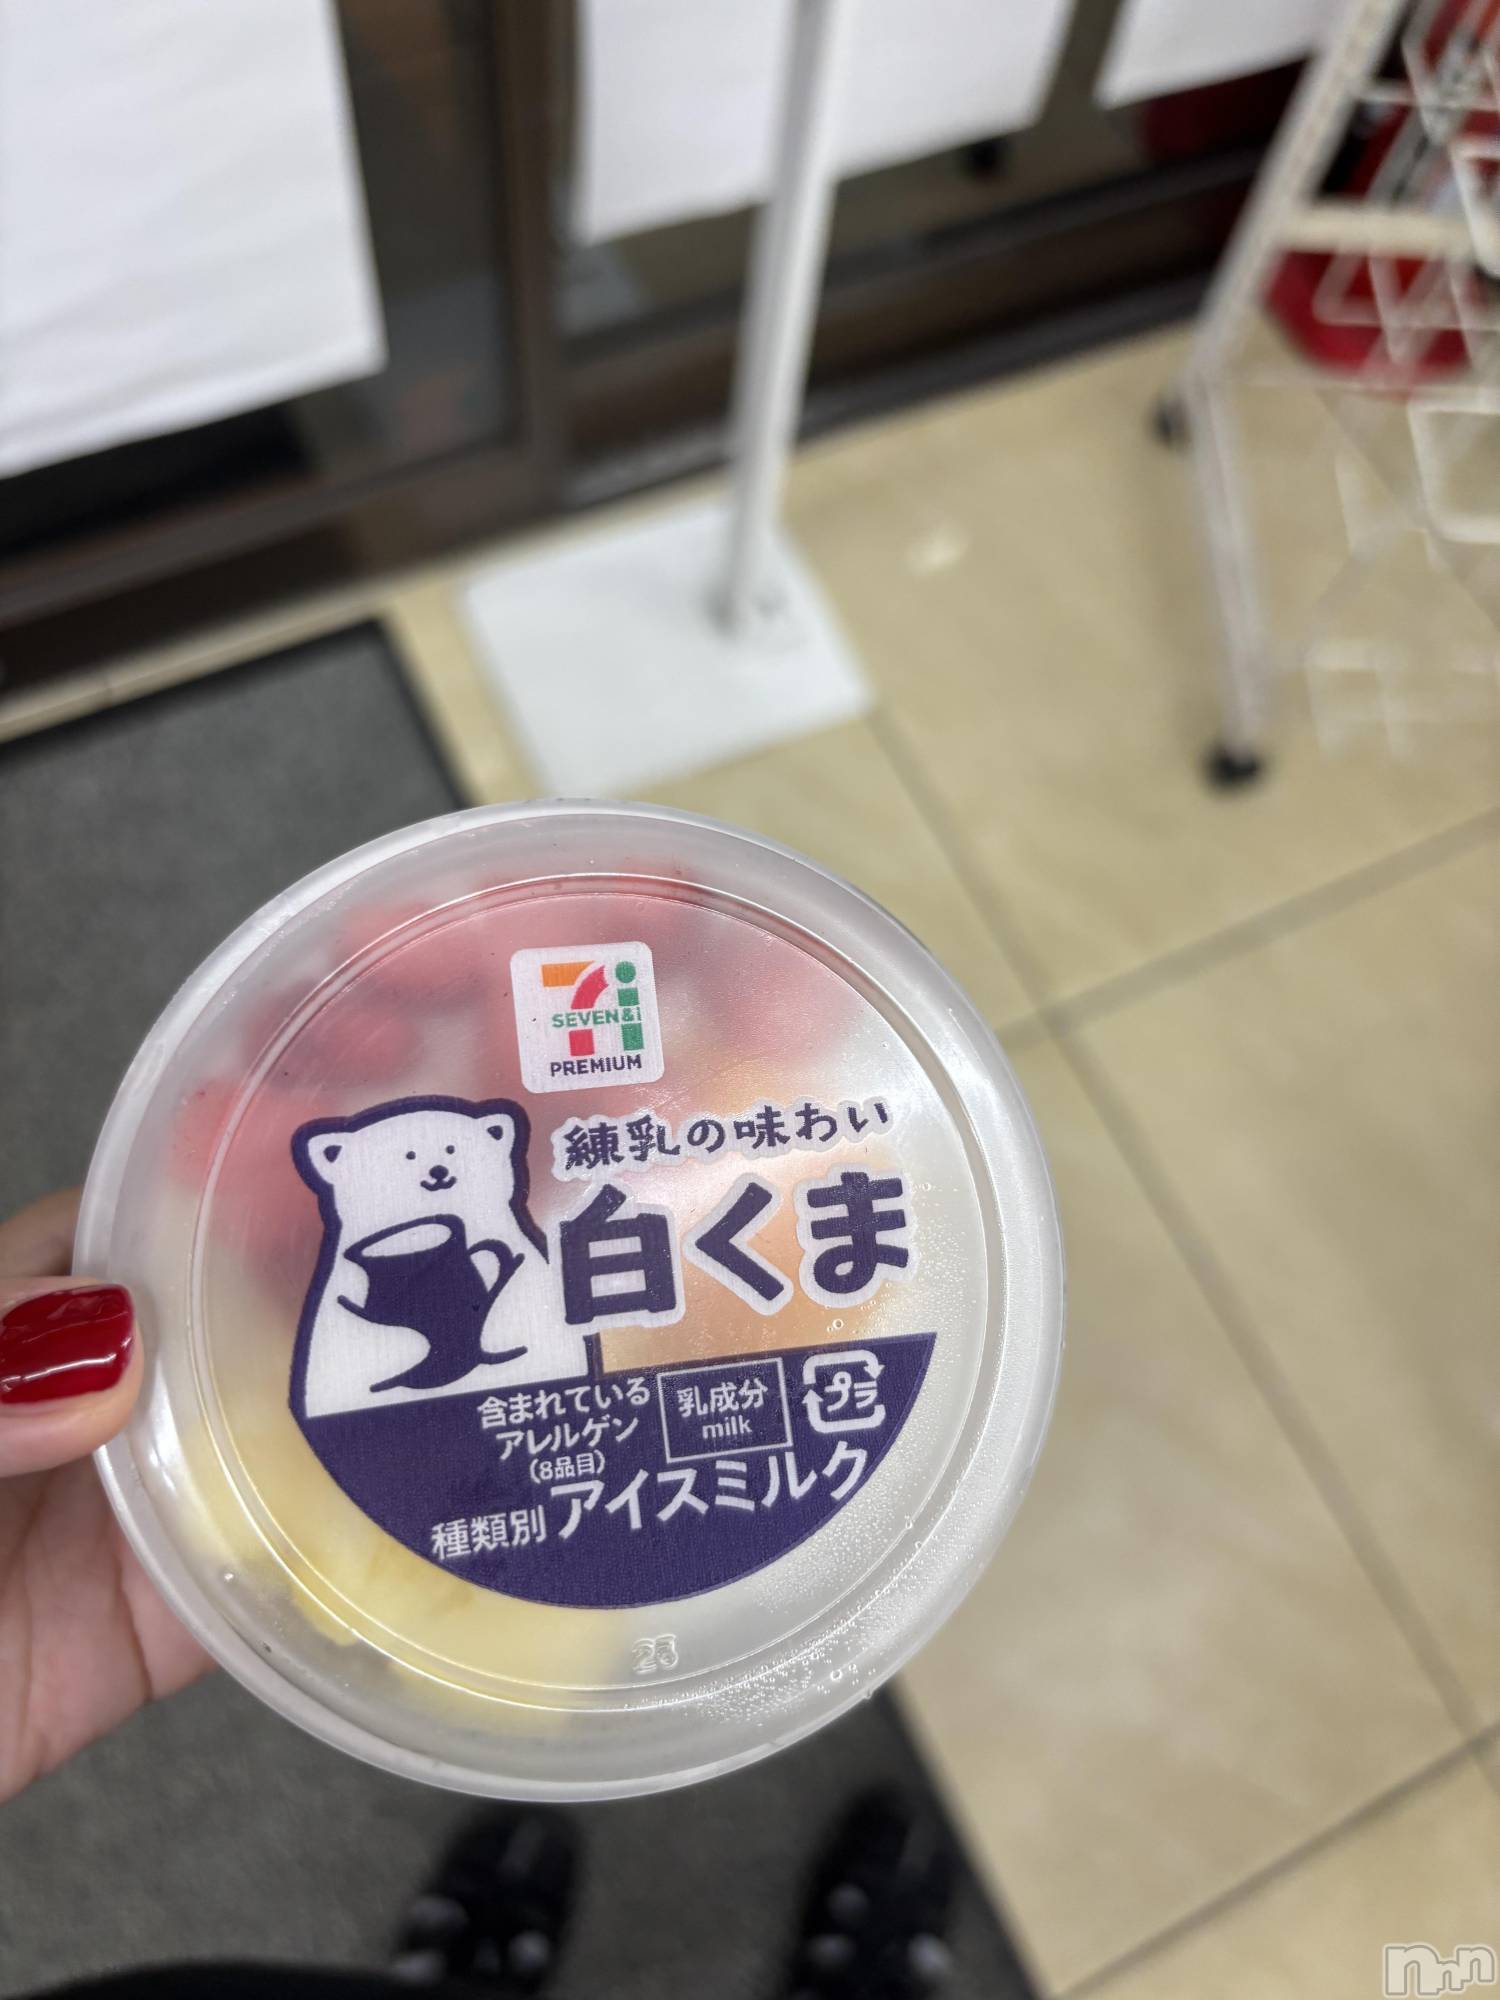 SEVEN&i
PREMIUM
練乳の味わい
白くま
含まれている
アレルゲン
(8品目)
乳成分
milk
プラ
種類別 アイスミルク
25
nnn